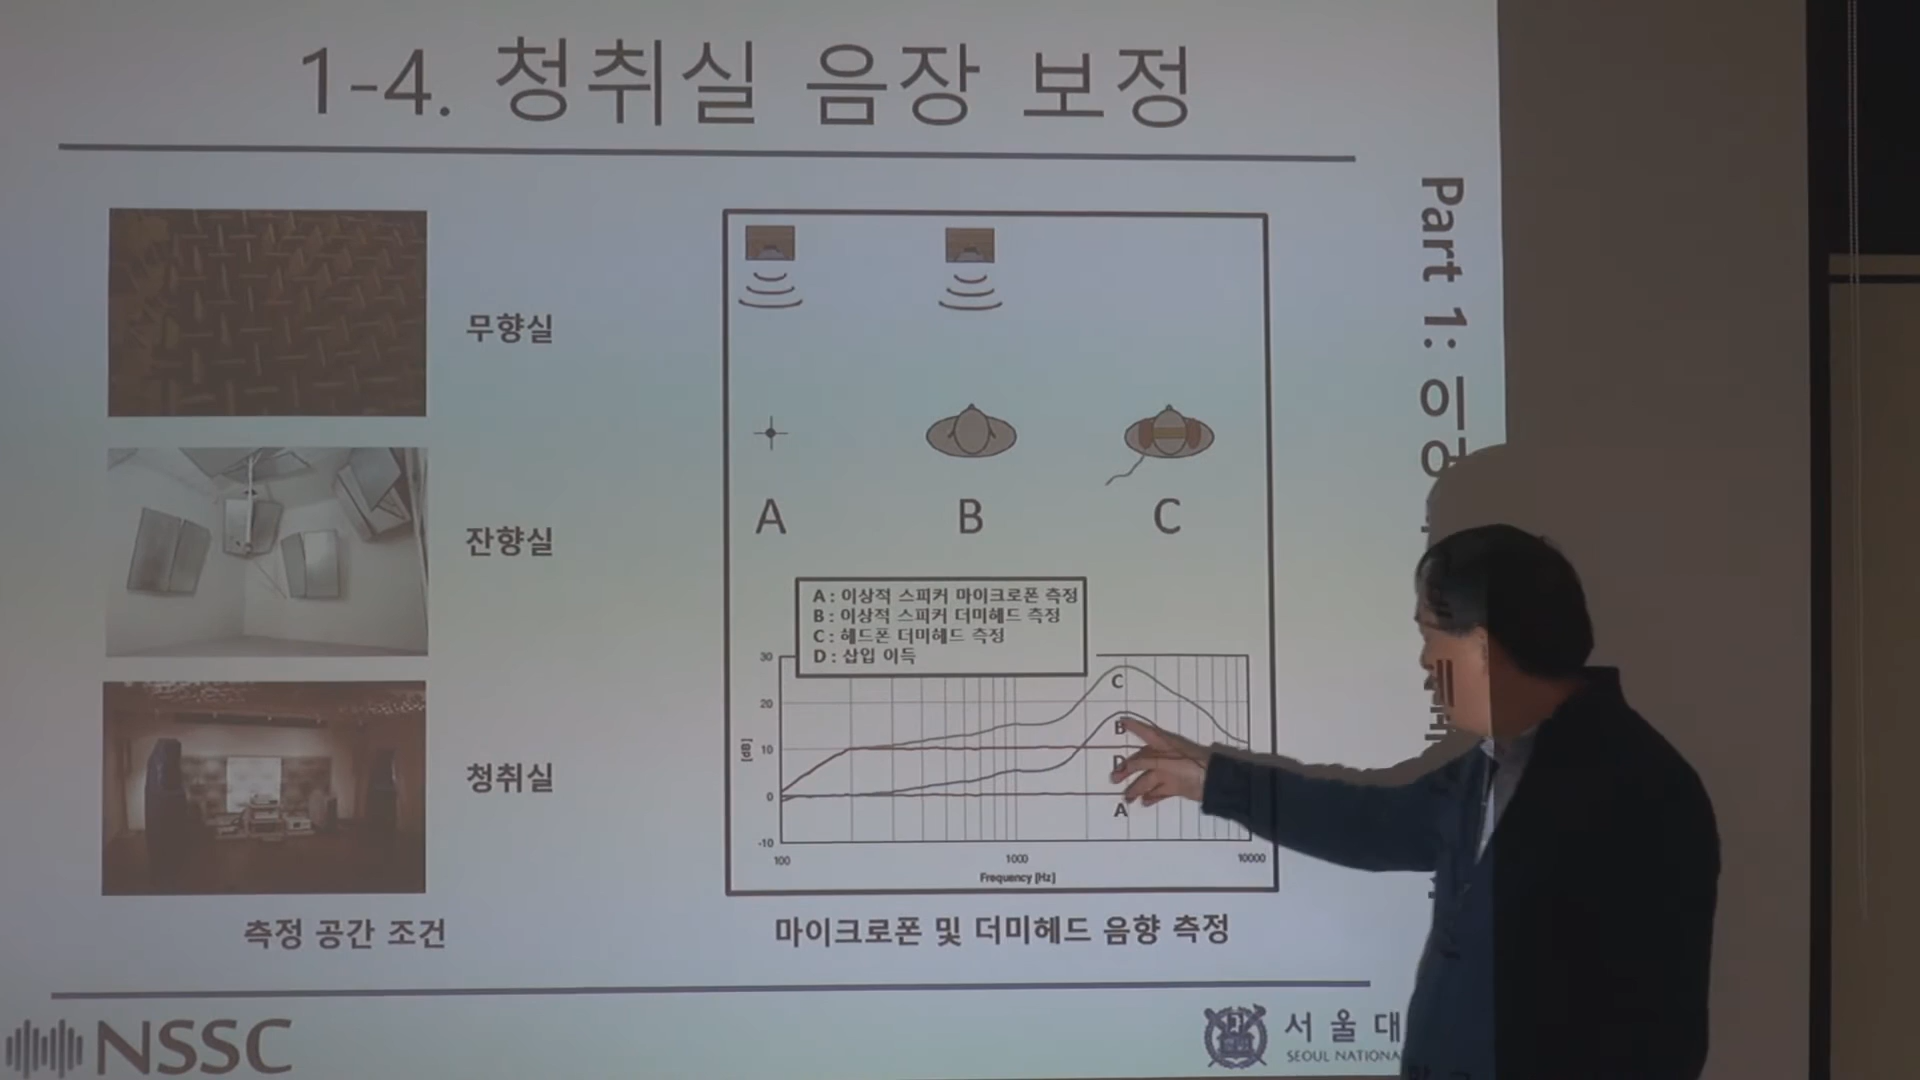 1-4. 청취실 음장 보정
무향실
잔향실
청취실
측정 공간 조건
A
B
C
A : 이상적 스피커 마이크로폰 측정
B : 이상적 스피커 더미헤드 측정
C : 헤드폰 더미헤드 측정
D : 삽입 이득
30
20
10
0
-10
[dB]
C
B
D
A
100
1000
10000
Frequency [Hz]
마이크로폰 및 더미헤드 음향 측정
Part 1:
NSSC
서울대
SEOUL NATIONA